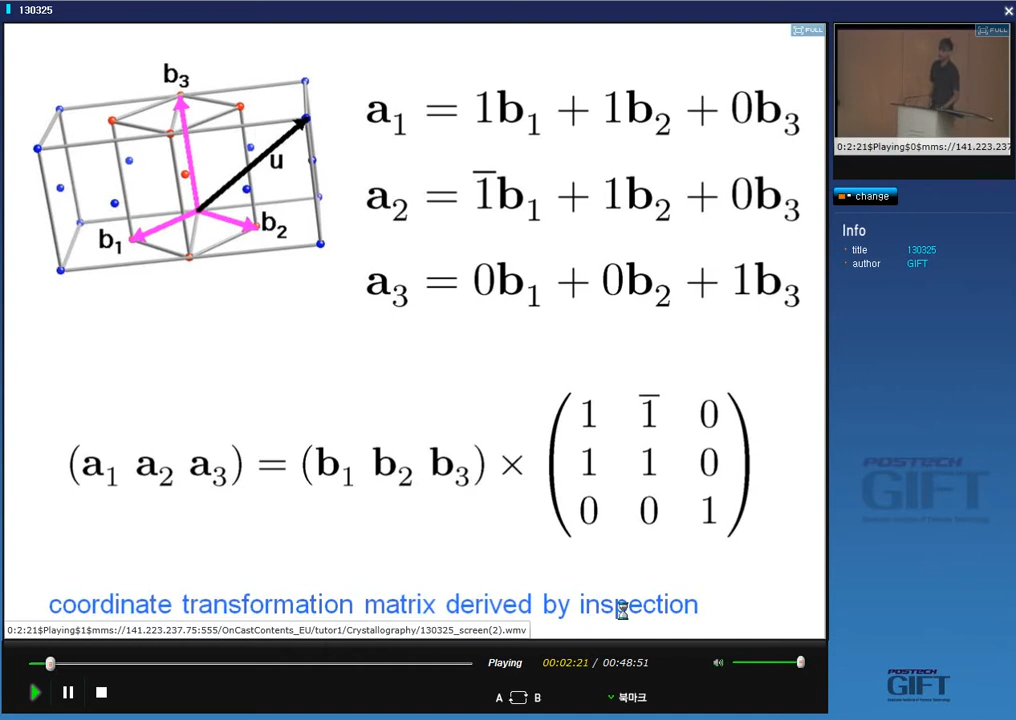 130325
FULL
b₃
u
b₁
b₂
a₁ = 1b₁ + 1b₂ + 0b₃
a₂ = 1̅b₁ + 1b₂ + 0b₃
a₃ = 0b₁ + 0b₂ + 1b₃
(a₁ a₂ a₃) = (b₁ b₂ b₃) ×
1 1̅ 0
1 1 0
0 0 1
coordinate transformation matrix derived by inspection
0:2:21$Playing$1$mms://141.223.237.75:555/OnCastContents_EU/tutor1/Crystallography/130325_screen(2).wmv
Playing
00:02:21 / 00:48:51
A B
북마크
FULL
0:2:21$Playing$0$mms://141.223.237
change
Info
title 130325
author GIFT
POSTECH
GIFT
POSTECH
GIFT